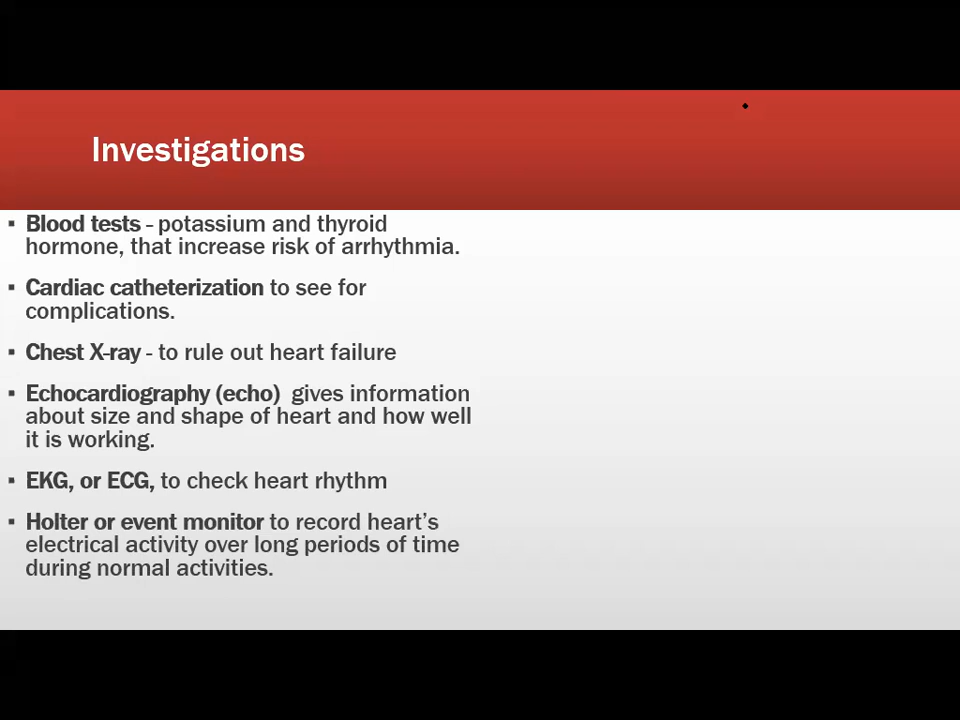 Investigations
▪ Blood tests - potassium and thyroid
hormone, that increase risk of arrhythmia.
▪ Cardiac catheterization to see for
complications.
▪ Chest X-ray - to rule out heart failure
▪ Echocardiography (echo)  gives information
about size and shape of heart and how well
it is working.
▪ EKG, or ECG, to check heart rhythm
▪ Holter or event monitor to record heart's
electrical activity over long periods of time
during normal activities.